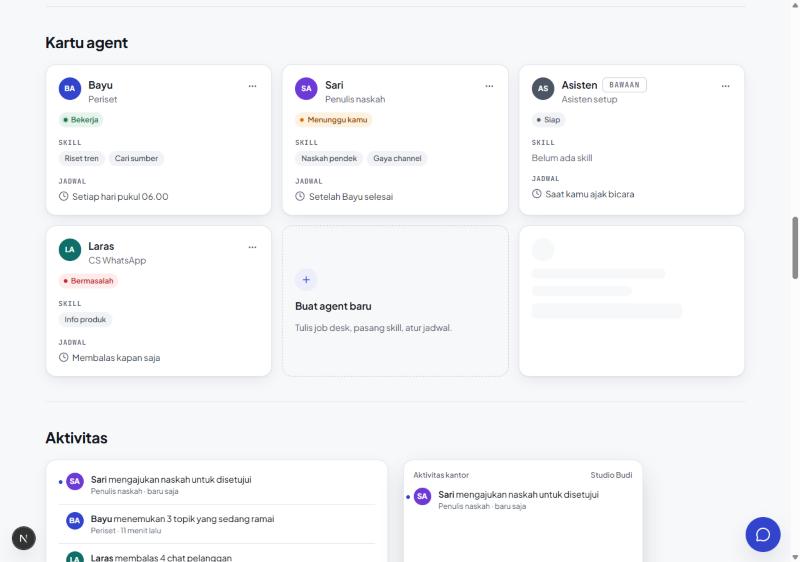 Kartu agent
BA
Bayu
Periset
Bekerja
SKILL
Riset tren
Cari sumber
JADWAL
Setiap hari pukul 06.00
SA
Sari
Penulis naskah
Menunggu kamu
SKILL
Naskah pendek
Gaya channel
JADWAL
Setelah Bayu selesai
AS
Asisten
BAWAAN
Asisten setup
Siap
SKILL
Belum ada skill
JADWAL
Saat kamu ajak bicara
LA
Laras
CS WhatsApp
Bermasalah
SKILL
Info produk
JADWAL
Membalas kapan saja
Buat agent baru
Tulis job desk, pasang skill, atur jadwal.
Aktivitas
SA
Sari mengajukan naskah untuk disetujui
Penulis naskah · baru saja
BA
Bayu menemukan 3 topik yang sedang ramai
Periset · 11 menit lalu
LA
Laras membalas 4 chat pelanggan
Aktivitas kantor
Studio Budi
SA
Sari mengajukan naskah untuk disetujui
Penulis naskah · baru saja
N